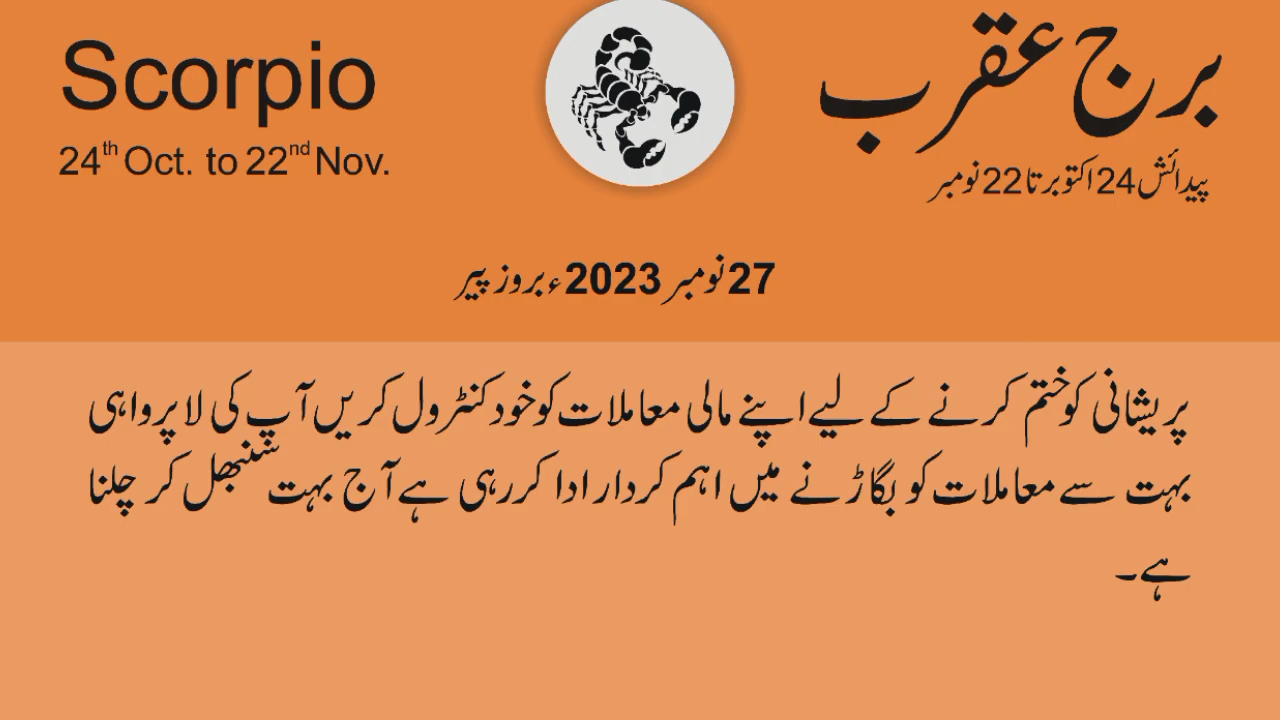 Scorpio
24th Oct. to 22nd Nov.
برج عقرب
پیدائش 24 اکتوبر تا 22 نومبر
27 نومبر 2023ء بروز پیر
پریشانی کو ختم کرنے کے لیے اپنے مالی معاملات کو خود کنٹرول کریں آپ کی لا پرواہی
بہت سے معاملات کو بگاڑنے میں اہم کردار ادا کر رہی ہے آج بہت سنبھل کر چلنا
ہے۔